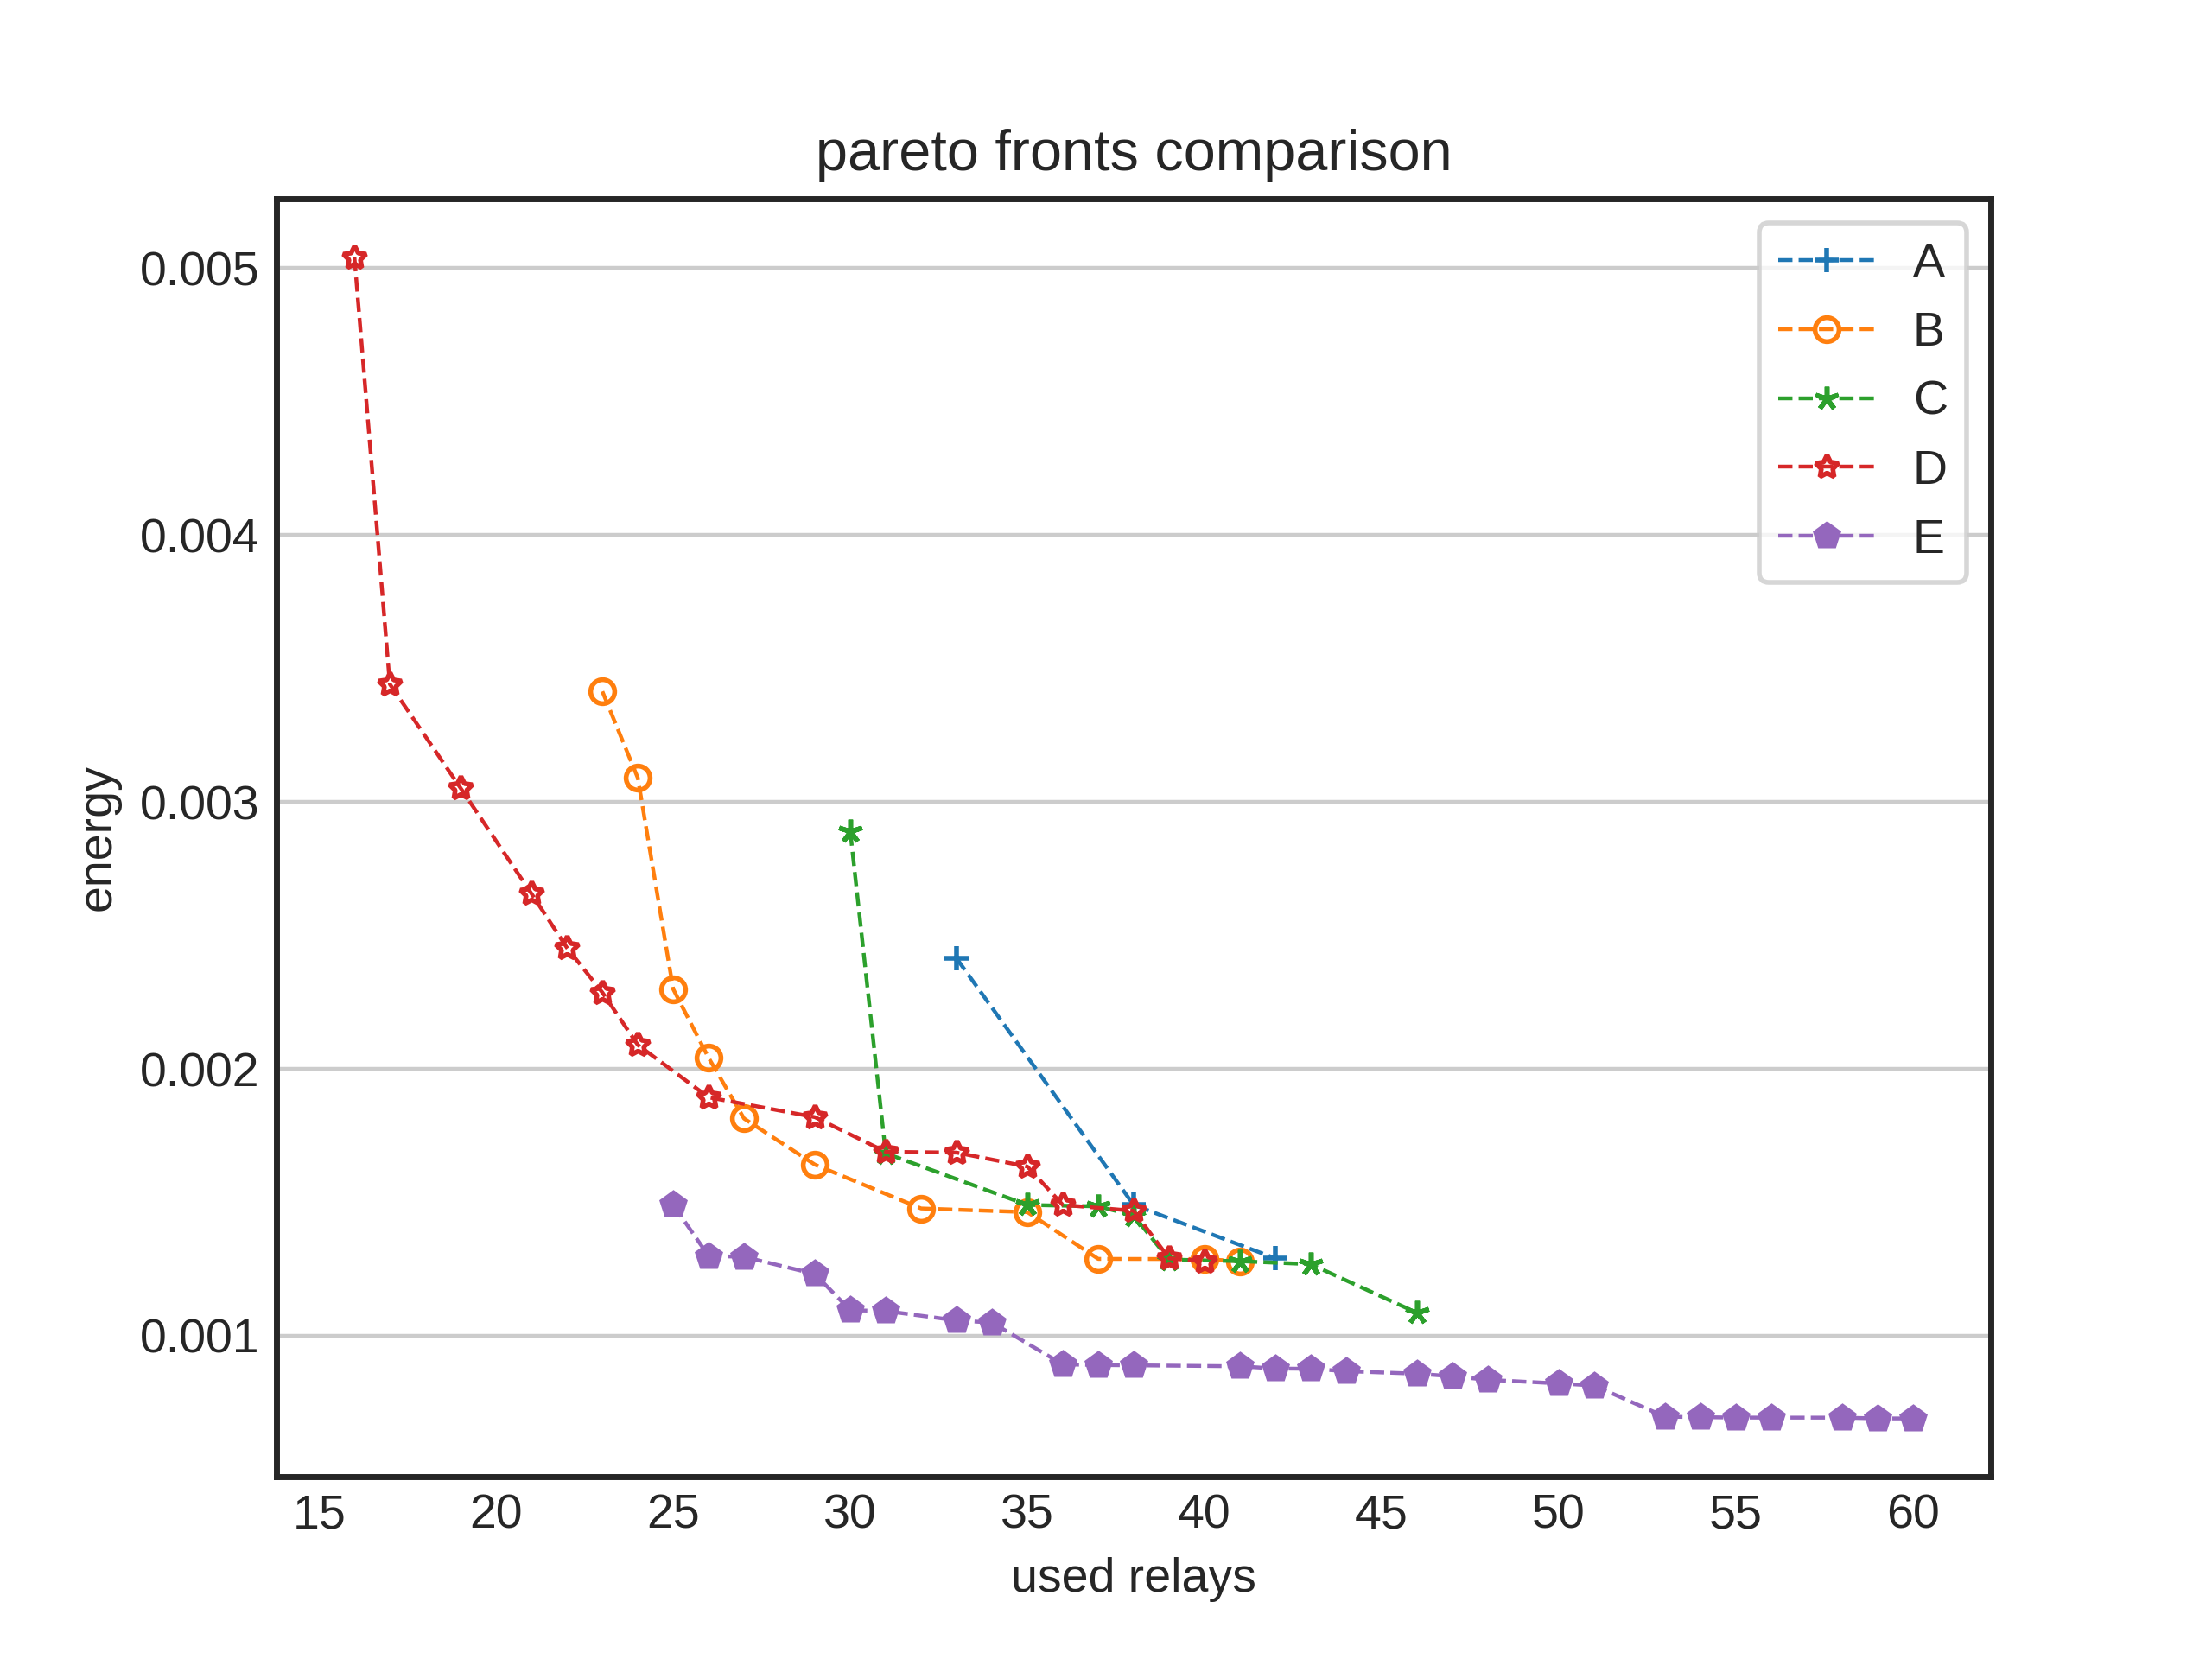 pareto fronts comparison
A
B
C
D
E
0.005
0.004
0.003
0.002
0.001
energy
15 20 25 30 35 40 45 50 55 60
used relays